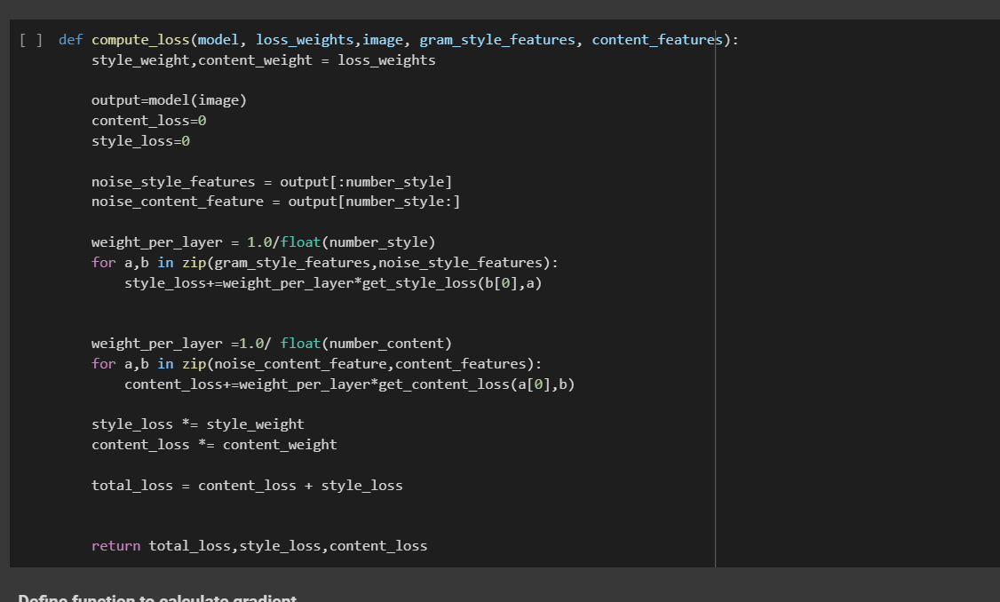 [ ] def compute_loss(model, loss_weights,image, gram_style_features, content_features):
style_weight,content_weight = loss_weights
output=model(image)
content_loss=0
style_loss=0
noise_style_features = output[:number_style]
noise_content_feature = output[number_style:]
weight_per_layer = 1.0/float(number_style)
for a,b in zip(gram_style_features,noise_style_features):
style_loss+=weight_per_layer*get_style_loss(b[0],a)
weight_per_layer =1.0/ float(number_content)
for a,b in zip(noise_content_feature,content_features):
content_loss+=weight_per_layer*get_content_loss(a[0],b)
style_loss *= style_weight
content_loss *= content_weight
total_loss = content_loss + style_loss
return total_loss,style_loss,content_loss
Define function to calculate gradient